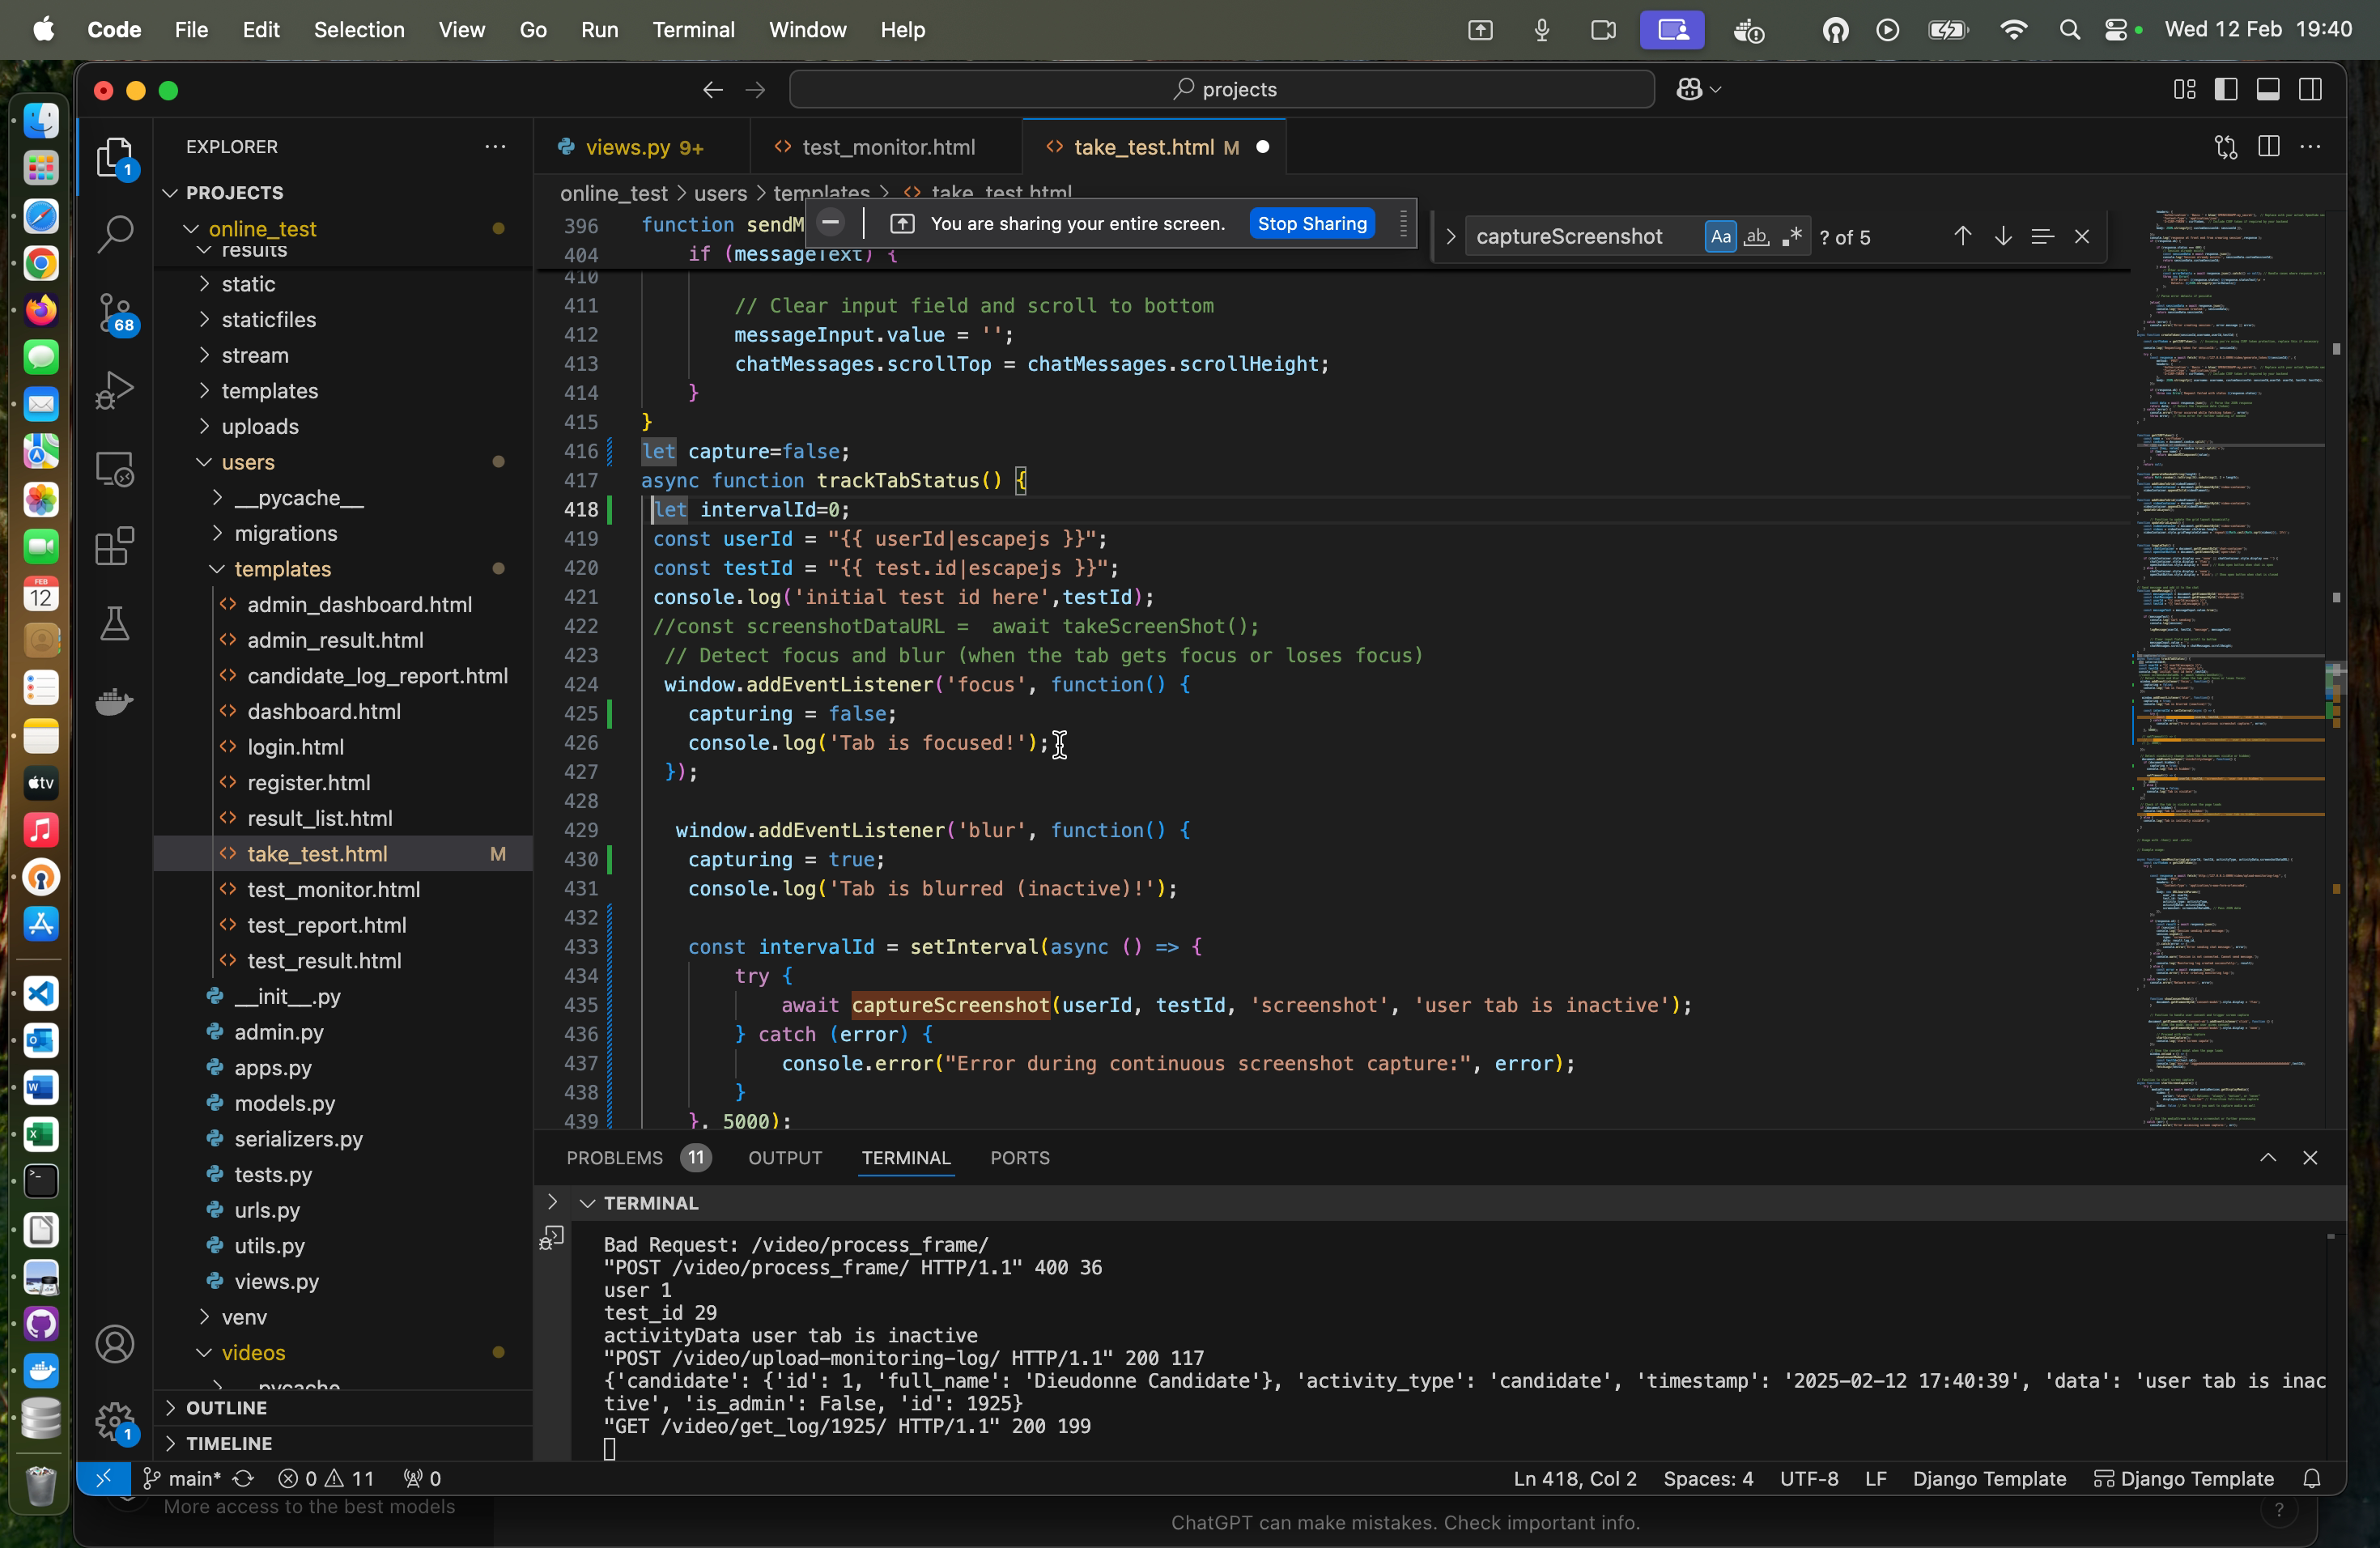 Code File Edit Selection View Go Run Terminal Window Help Wed 12 Feb 19:40
projects
EXPLORER
PROJECTS
online_test
results
static
staticfiles
stream
templates
uploads
users
__pycache__
migrations
templates
admin_dashboard.html
admin_result.html
candidate_log_report.html
dashboard.html
login.html
register.html
result_list.html
take_test.html M
test_monitor.html
test_report.html
test_result.html
__init__.py
admin.py
apps.py
models.py
serializers.py
tests.py
urls.py
utils.py
views.py
venv
videos
pycache
OUTLINE
TIMELINE
1
68
1
FEB
12
tv
views.py 9+ test_monitor.html take_test.html M
online_test > users > templates > take_test.html
You are sharing your entire screen. Stop Sharing
captureScreenshot Aa ab ? of 5
396 function sendM
404 if (messageText) {
410
411 // Clear input field and scroll to bottom
412 messageInput.value = '';
413 chatMessages.scrollTop = chatMessages.scrollHeight;
414 }
415 }
416 let capture=false;
417 async function trackTabStatus() {
418 let intervalId=0;
419 const userId = "{{ userId|escapejs }}";
420 const testId = "{{ test.id|escapejs }}";
421 console.log('initial test id here',testId);
422 //const screenshotDataURL =  await takeScreenShot();
423 // Detect focus and blur (when the tab gets focus or loses focus)
424 window.addEventListener('focus', function() {
425 capturing = false;
426 console.log('Tab is focused!');
427 });
428
429 window.addEventListener('blur', function() {
430 capturing = true;
431 console.log('Tab is blurred (inactive)!');
432
433 const intervalId = setInterval(async () => {
434 try {
435 await captureScreenshot(userId, testId, 'screenshot', 'user tab is inactive');
436 } catch (error) {
437 console.error("Error during continuous screenshot capture:", error);
438 }
439 }, 5000);
PROBLEMS 11 OUTPUT TERMINAL PORTS
TERMINAL
Bad Request: /video/process_frame/
"POST /video/process_frame/ HTTP/1.1" 400 36
user 1
test_id 29
activityData user tab is inactive
"POST /video/upload-monitoring-log/ HTTP/1.1" 200 117
{'candidate': {'id': 1, 'full_name': 'Dieudonne Candidate'}, 'activity_type': 'candidate', 'timestamp': '2025-02-12 17:40:39', 'data': 'user tab is inac
tive', 'is_admin': False, 'id': 1925}
"GET /video/get_log/1925/ HTTP/1.1" 200 199
main* 0 11 0 Ln 418, Col 2 Spaces: 4 UTF-8 LF Django Template Django Template
More access to the best models
ChatGPT can make mistakes. Check important info. ?